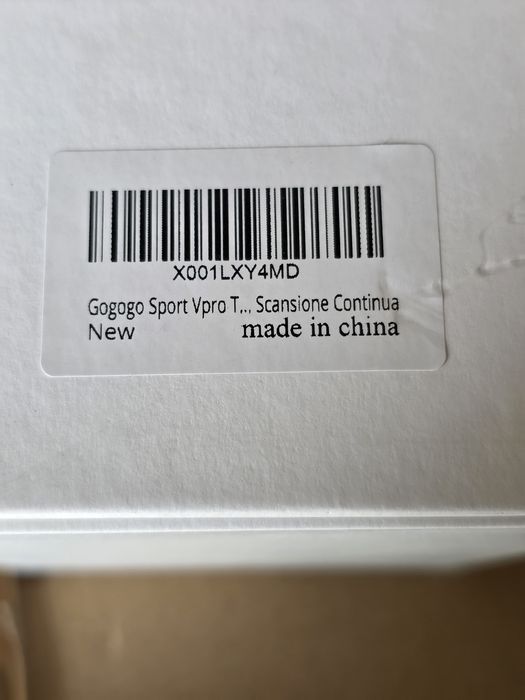 X001LXY4MD
Gogogo Sport Vpro T... Scansione Continua
New made in china